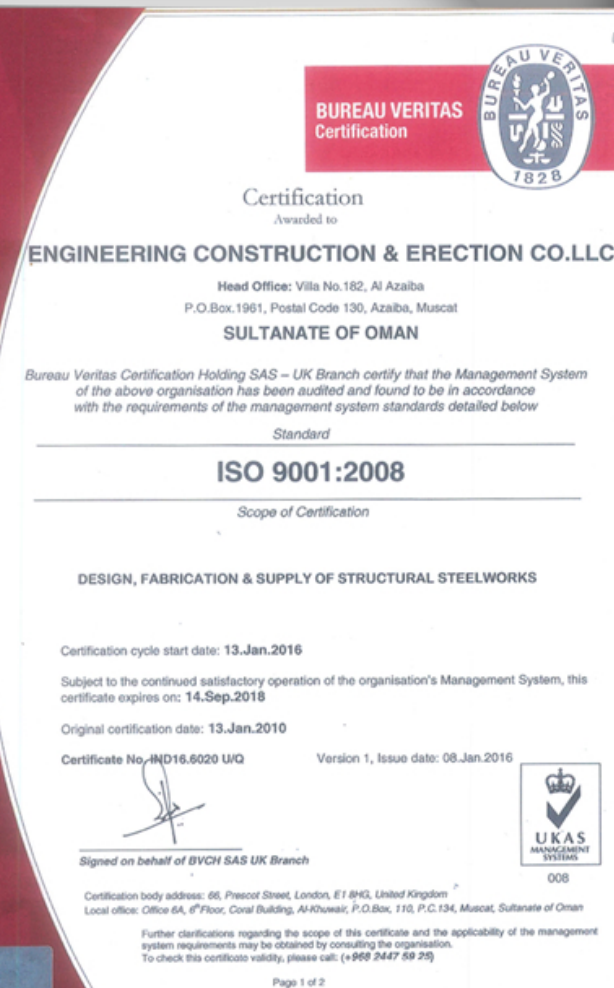 BUREAU VERITAS
Certification
BUREAU VERITAS
1828
Certification
Awarded to
ENGINEERING CONSTRUCTION & ERECTION CO.LLC
Head Office: Villa No.182, Al Azaiba
P.O.Box.1961, Postal Code 130, Azaiba, Muscat
SULTANATE OF OMAN
Bureau Veritas Certification Holding SAS – UK Branch certify that the Management System
of the above organisation has been audited and found to be in accordance
with the requirements of the management system standards detailed below
Standard
ISO 9001:2008
Scope of Certification
DESIGN, FABRICATION & SUPPLY OF STRUCTURAL STEELWORKS
Certification cycle start date: 13.Jan.2016
Subject to the continued satisfactory operation of the organisation's Management System, this
certificate expires on: 14.Sep.2018
Original certification date: 13.Jan.2010
Certificate No. IND16.6020 U/Q Version 1, Issue date: 08.Jan.2016
Signed on behalf of BVCH SAS UK Branch
UKAS
MANAGEMENT
SYSTEMS
008
Certification body address: 66, Prescot Street, London, E1 8HG, United Kingdom
Local office: Office 6A, 6th Floor, Coral Building, Al-Khuwair, P.O.Box, 110, P.C.134, Muscat, Sultanate of Oman
Further clarifications regarding the scope of this certificate and the applicability of the management
system requirements may be obtained by consulting the organisation.
To check this certificate validity, please call: (+968 2447 59 25)
Page 1 of 2